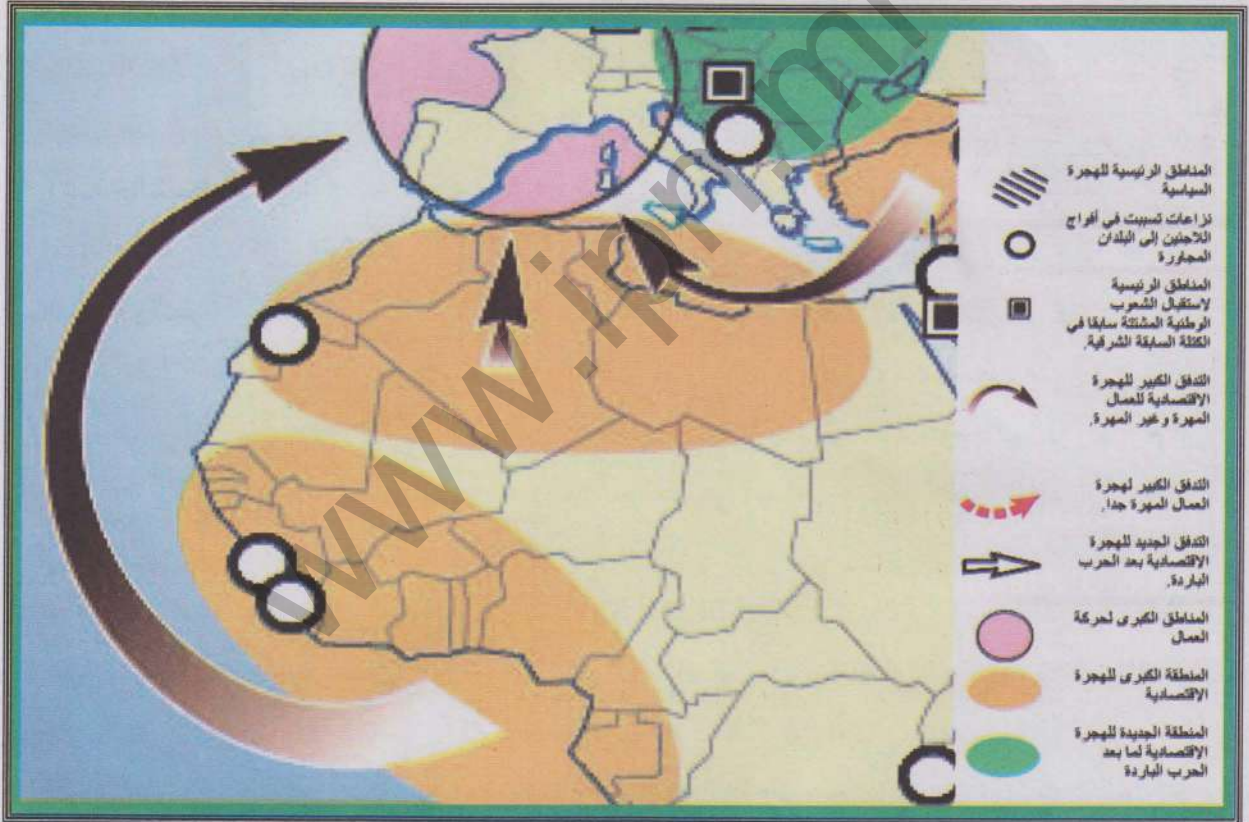 المناطق الرئيسية للهجرة
السياسية
نزاعات تسببت في أفواج
اللاجئين إلى البلدان
المجاورة
المناطق الرئيسية
لاستقبال الشعوب
الوطنية المشتتة سابقا في
الكتلة السابقة الشرقية.
التدفق الكبير للهجرة
الاقتصادية للعمال
المهرة وغير المهرة.
التدفق الكبير لهجرة
العمال المهرة جدا.
التدفق الجديد للهجرة
الاقتصادية بعد الحرب
الباردة.
المناطق الكبرى لحركة
العمال
المنطقة الكبرى للهجرة
الاقتصادية
المنطقة الجديدة للهجرة
الاقتصادية لما بعد
الحرب الباردة